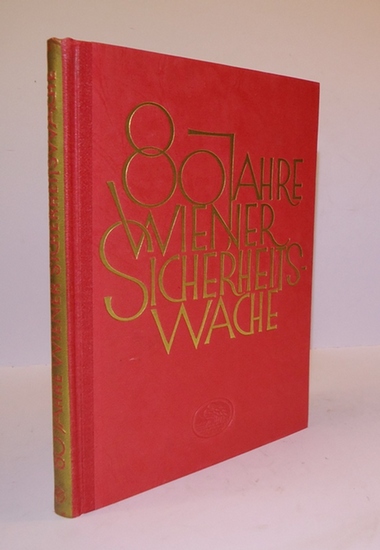 80 JAHRE
WIENER
SICHERHEITS-
WACHE